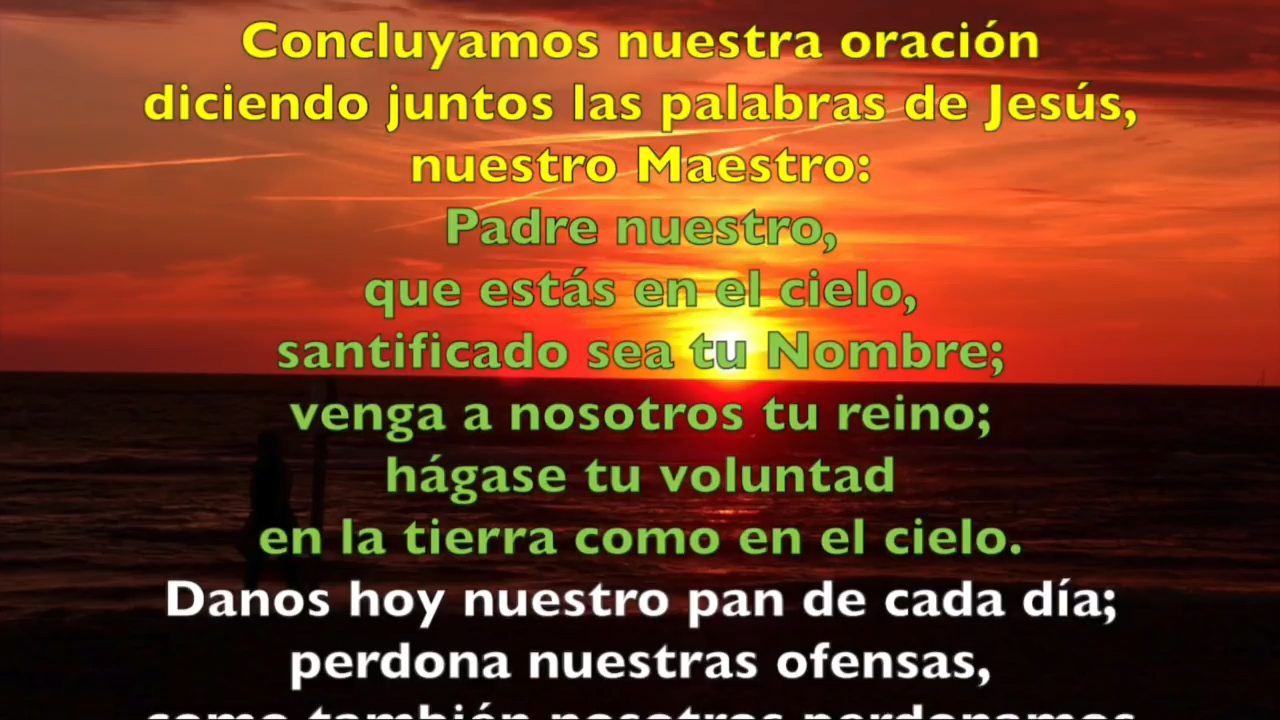 Concluyamos nuestra oración
diciendo juntos las palabras de Jesús,
nuestro Maestro:
Padre nuestro,
que estás en el cielo,
santificado sea tu Nombre;
venga a nosotros tu reino;
hágase tu voluntad
en la tierra como en el cielo.
Danos hoy nuestro pan de cada día;
perdona nuestras ofensas,
como también nosotros perdonamos